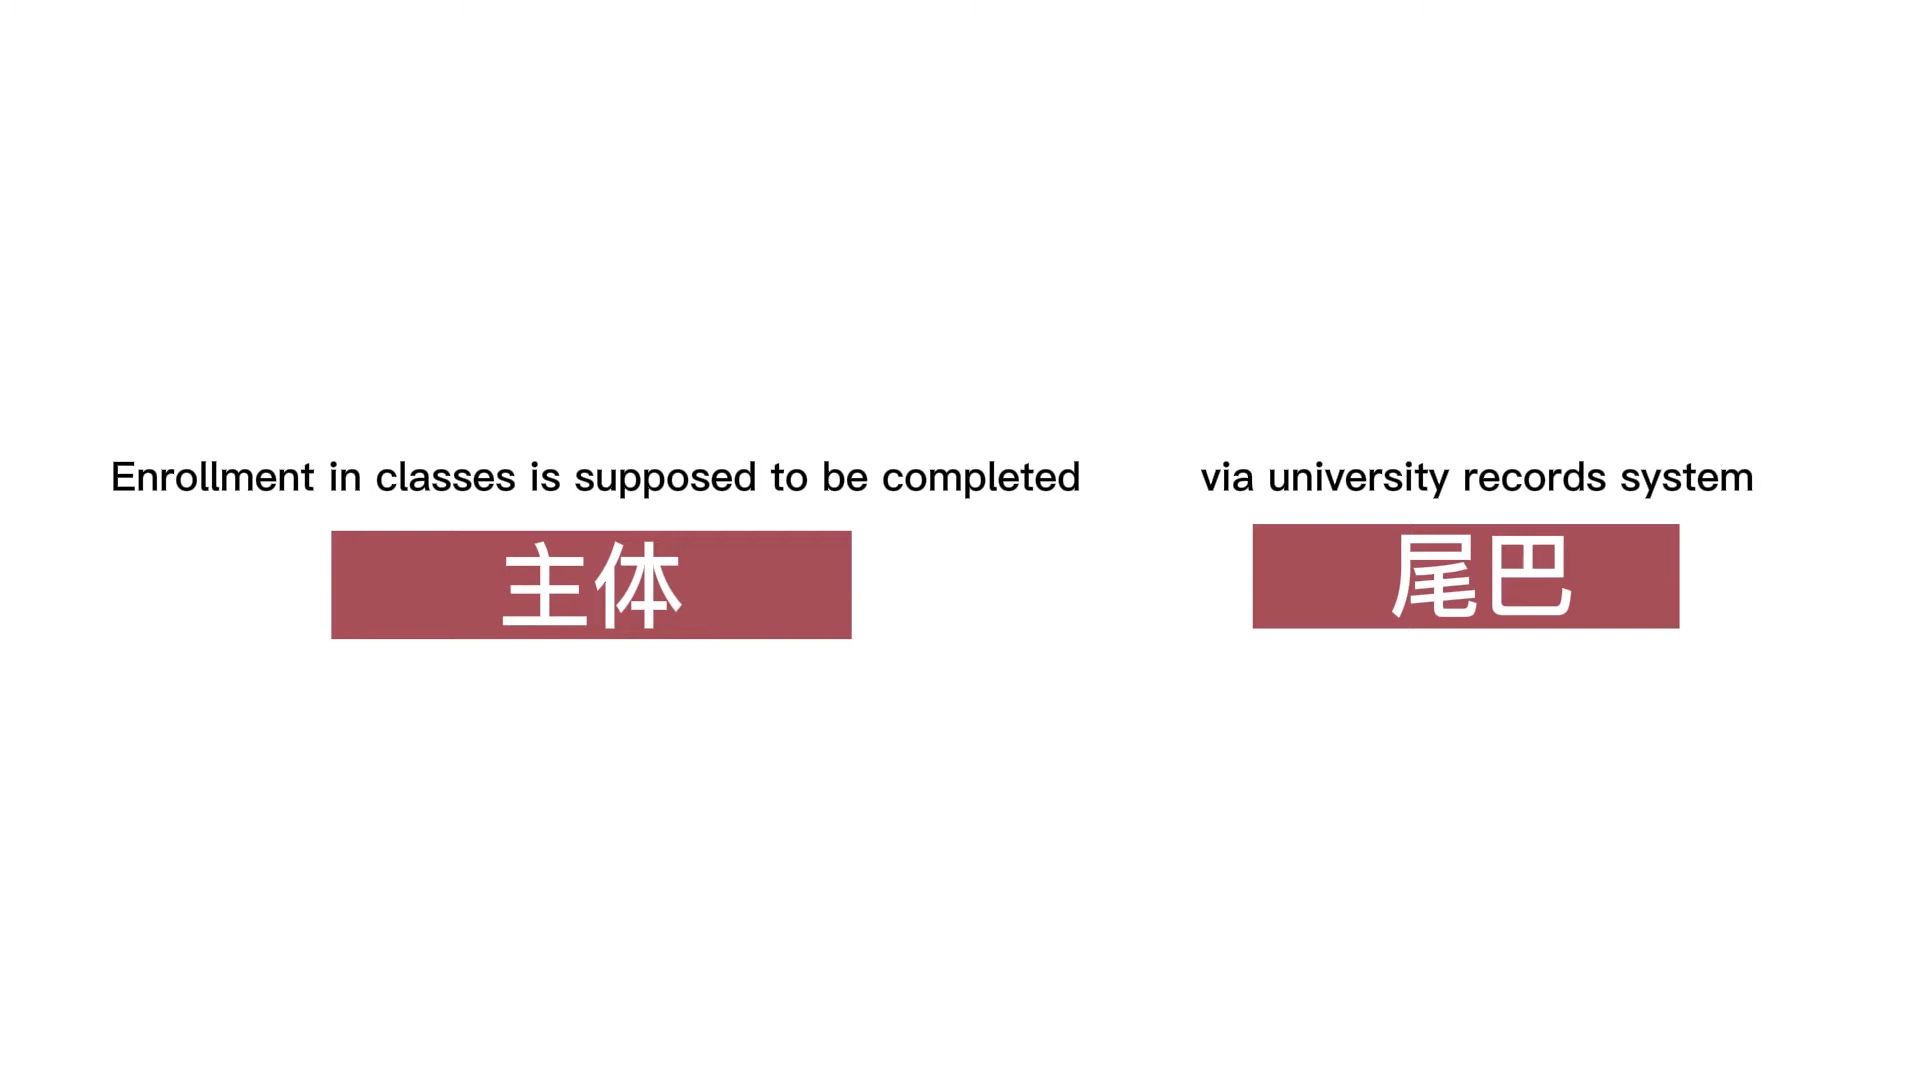 Enrollment in classes is supposed to be completed
via university records system
主体
尾巴